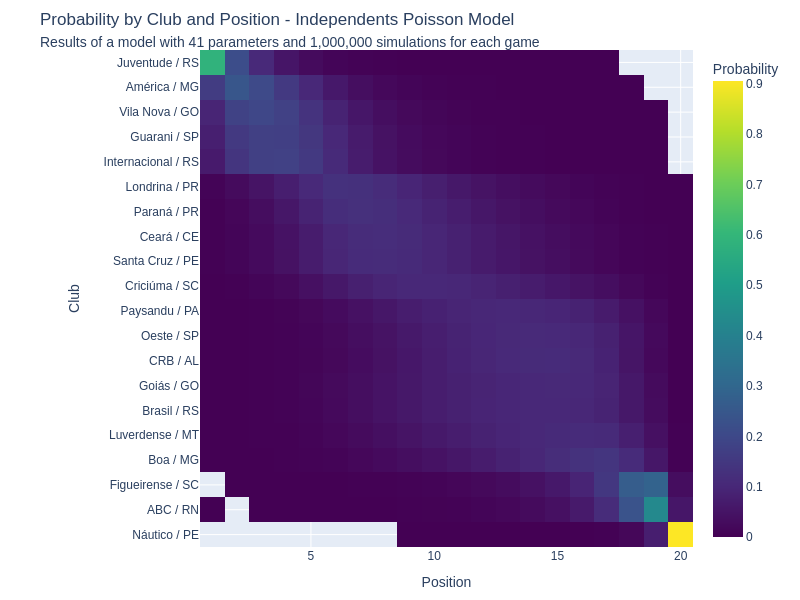 Probability by Club and Position - Independents Poisson Model
Results of a model with 41 parameters and 1,000,000 simulations for each game
Probability
Juventude / RS
América / MG
Vila Nova / GO
Guarani / SP
Internacional / RS
Londrina / PR
Paraná / PR
Ceará / CE
Santa Cruz / PE
Criciúma / SC
Paysandu / PA
Oeste / SP
CRB / AL
Goiás / GO
Brasil / RS
Luverdense / MT
Boa / MG
Figueirense / SC
ABC / RN
Náutico / PE
Club
5
10
15
20
Position
0.9
0.8
0.7
0.6
0.5
0.4
0.3
0.2
0.1
0